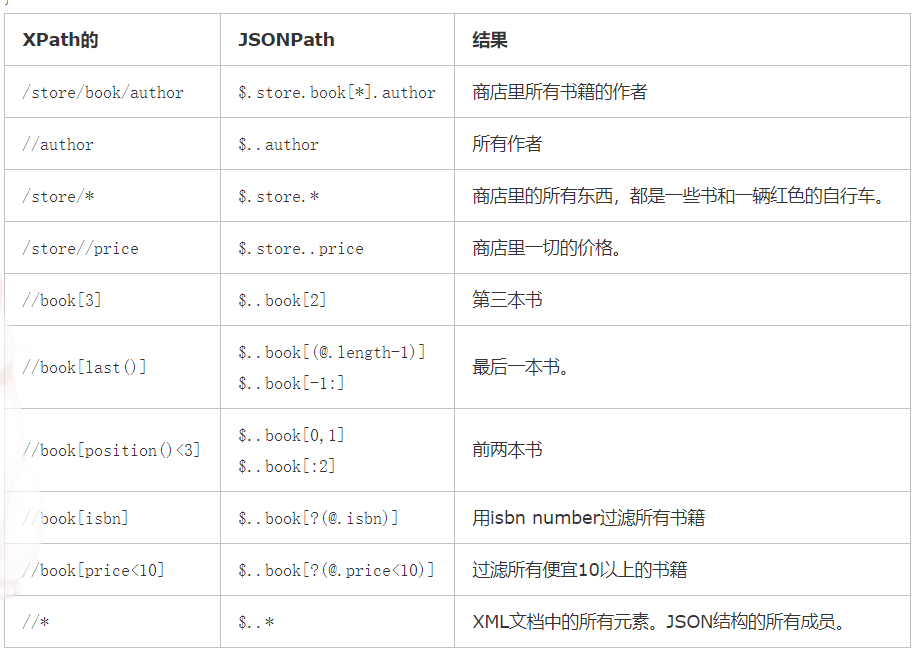 XPath的 JSONPath 结果
/store/book/author $.store.book[*].author 商店里所有书籍的作者
//author $..author 所有作者
/store/* $.store.* 商店里的所有东西，都是一些书和一辆红色的自行车。
/store//price $.store..price 商店里一切的价格。
//book[3] $..book[2] 第三本书
//book[last()] $..book[(@.length-1)] 最后一本书。
$..book[-1:]
//book[position()<3] $..book[0,1] 前两本书
$..book[:2]
//book[isbn] $..book[?(@.isbn)] 用isbn number过滤所有书籍
//book[price<10] $..book[?(@.price<10)] 过滤所有便宜10以上的书籍
//* $..* XML文档中的所有元素。JSON结构的所有成员。